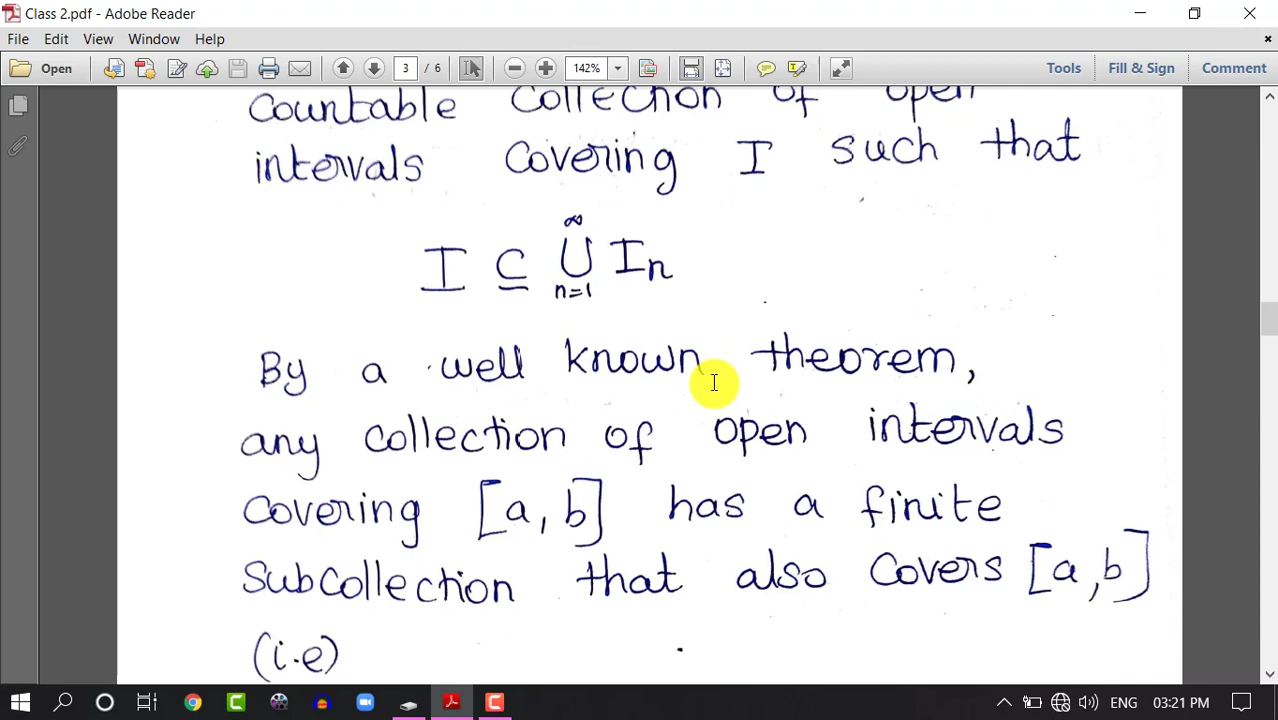 Class 2.pdf - Adobe Reader
File Edit View Window Help
Open 3 / 6 142% Tools Fill & Sign Comment
Countable Collection of open
intervals Covering I such that
I ⊆ ∞⋃n=1 In
By a well known theorem,
any collection of open intervals
Covering [a, b] has a finite
Subcollection that also Covers [a, b]
(i.e)
ENG 03:21 PM